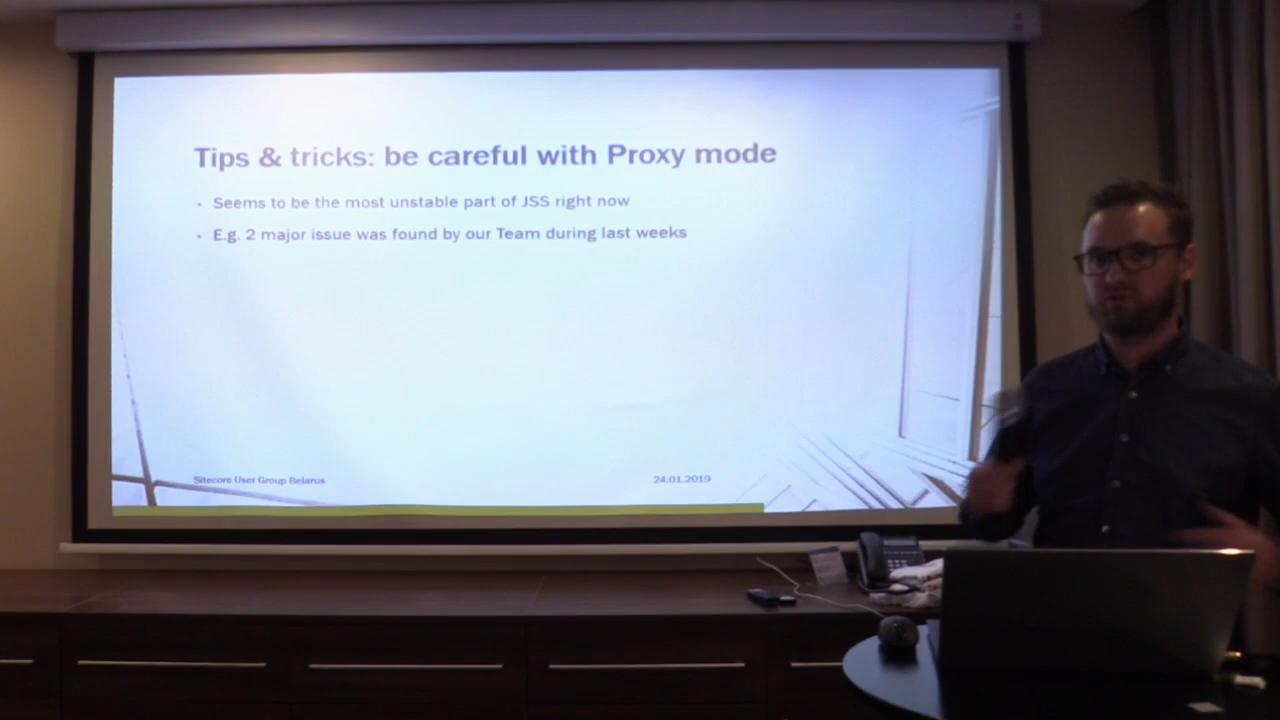 Tips & tricks: be careful with Proxy mode
Seems to be the most unstable part of JSS right now
E.g. 2 major issue was found by our Team during last weeks
Sitecore User Group Belarus
24.01.2019